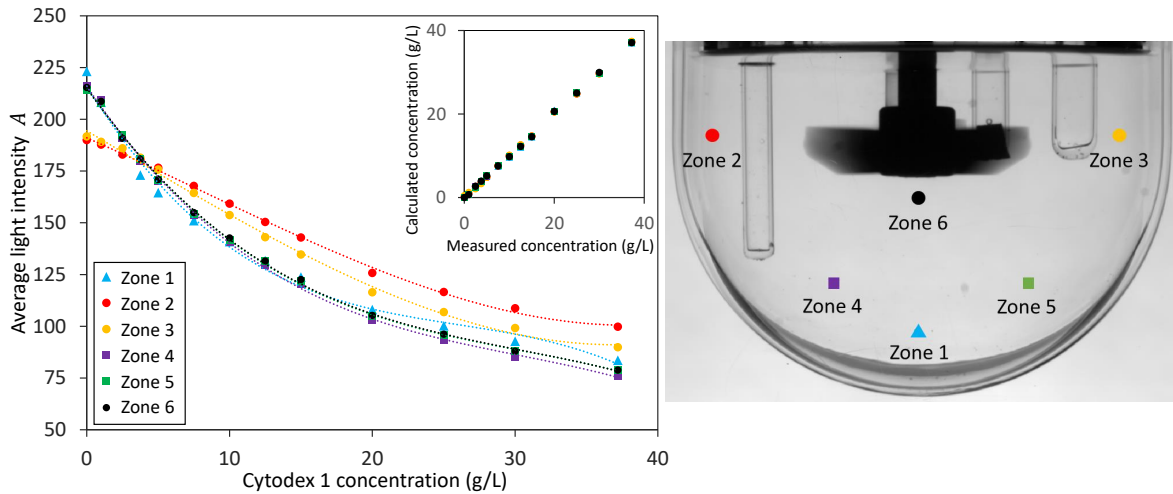 250
225
200
175
150
125
100
75
50
0
10
20
30
40
Average light intensity A
Cytodex 1 concentration (g/L)
Zone 1
Zone 2
Zone 3
Zone 4
Zone 5
Zone 6
40
20
0
0
20
40
Calculated concentration (g/L)
Measured concentration (g/L)
Zone 2
Zone 3
Zone 6
Zone 4
Zone 5
Zone 1